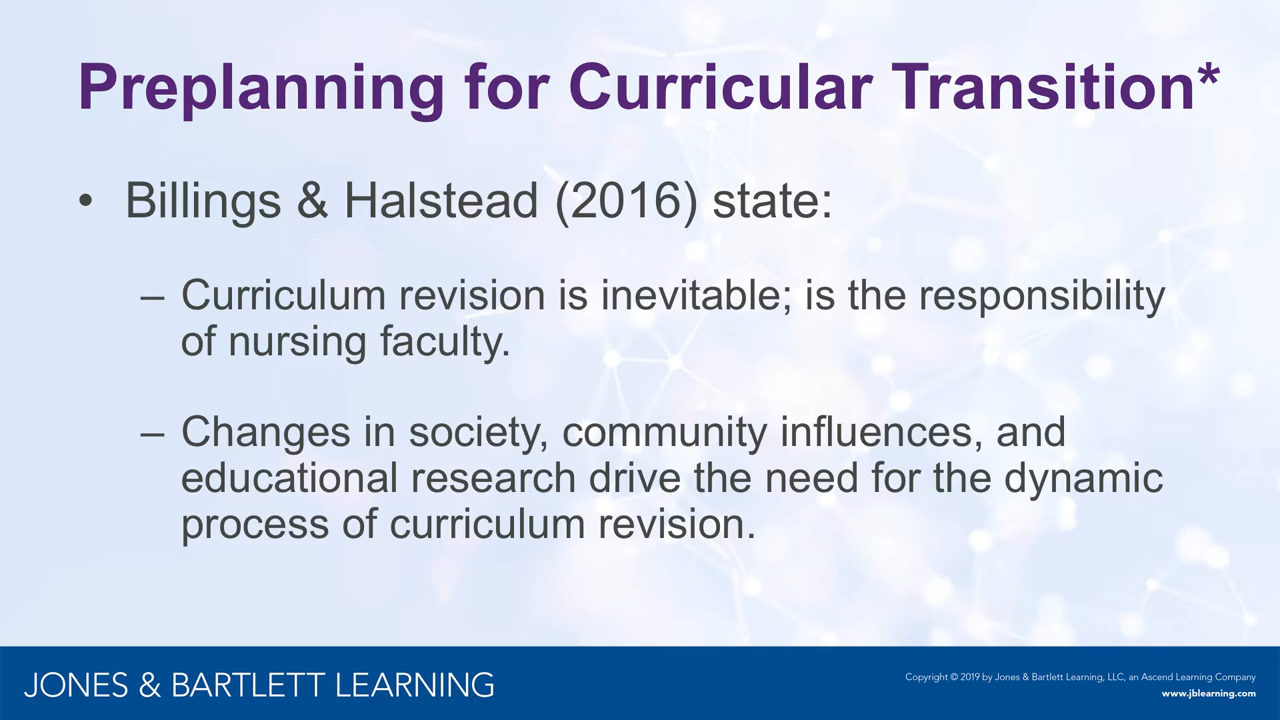 Preplanning for Curricular Transition*
• Billings & Halstead (2016) state:
– Curriculum revision is inevitable; is the responsibility
of nursing faculty.
– Changes in society, community influences, and
educational research drive the need for the dynamic
process of curriculum revision.
JONES & BARTLETT LEARNING
Copyright © 2019 by Jones & Bartlett Learning, LLC, an Ascend Learning Company
www.jblearning.com